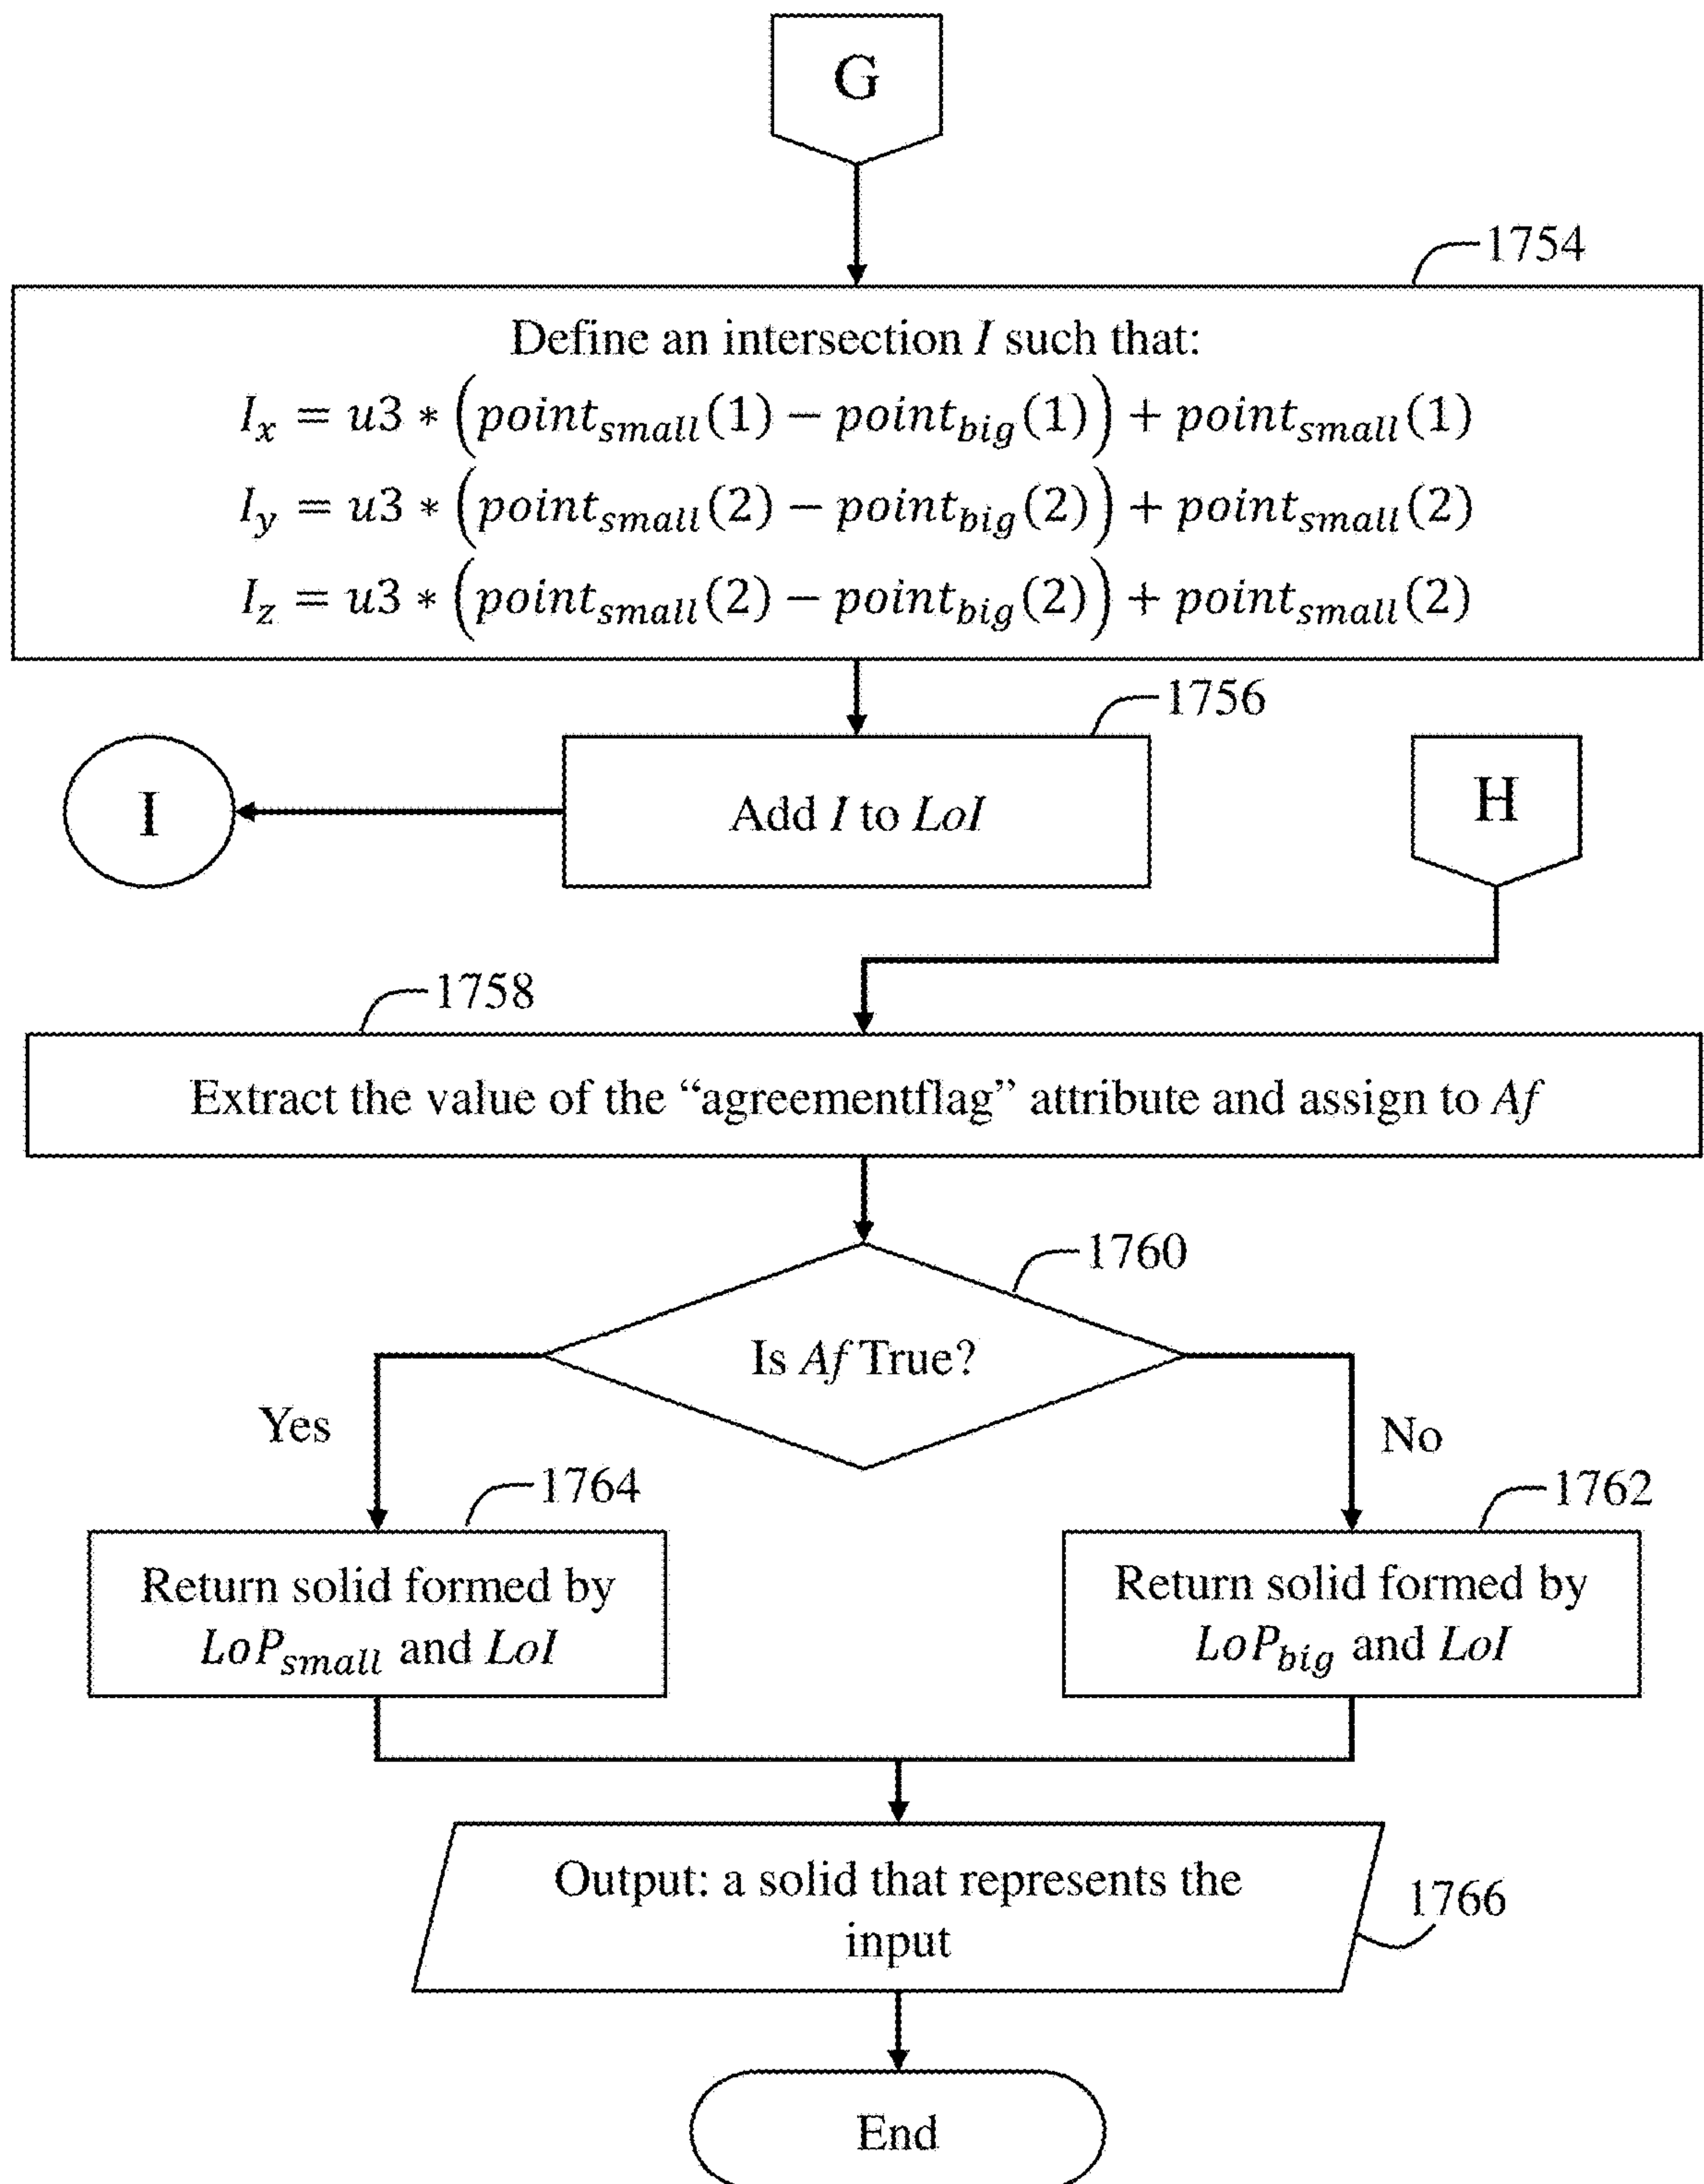 G
1754
Define an intersection I such that:
I_x = u3 * (point_small(1) − point_big(1)) + point_small(1)
I_y = u3 * (point_small(2) − point_big(2)) + point_small(2)
I_z = u3 * (point_small(2) − point_big(2)) + point_small(2)
1756
I
Add I to LoI
H
1758
Extract the value of the “agreementflag” attribute and assign to Af
1760
Is Af True?
Yes
No
1764
Return solid formed by
LoP_small and LoI
1762
Return solid formed by
LoP_big and LoI
Output: a solid that represents the
input
1766
End